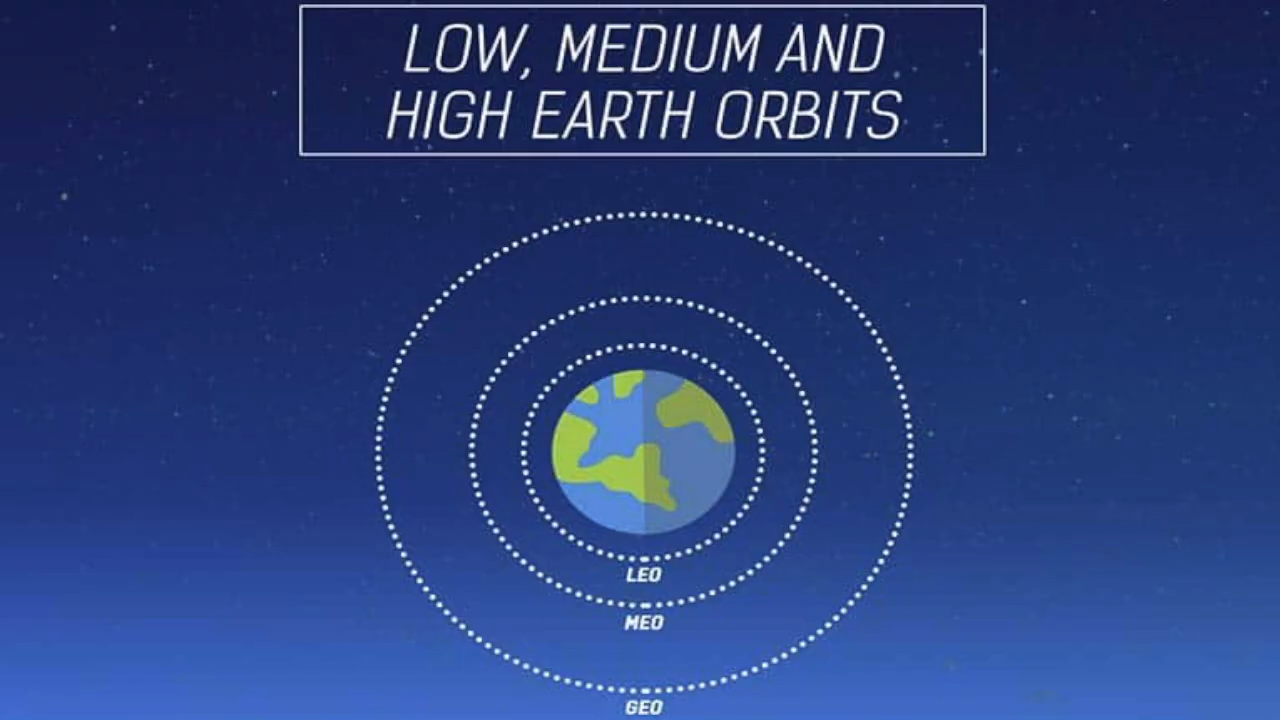 LOW, MEDIUM AND
HIGH EARTH ORBITS
LEO
MEO
GEO